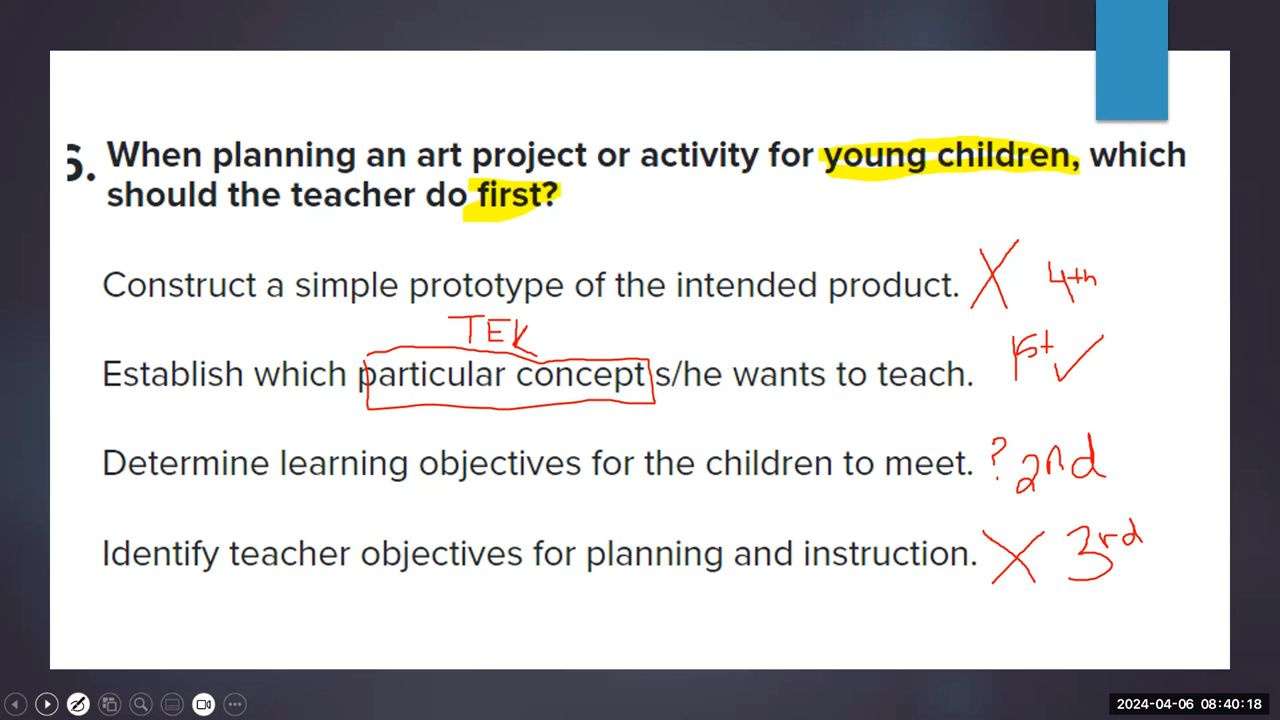 6. When planning an art project or activity for young children, which
should the teacher do first?
Construct a simple prototype of the intended product. X 4th
TEK
Establish which particular concept s/he wants to teach. 1st ✓
Determine learning objectives for the children to meet. ? 2nd
Identify teacher objectives for planning and instruction. X 3rd
2024-04-06 08:40:18